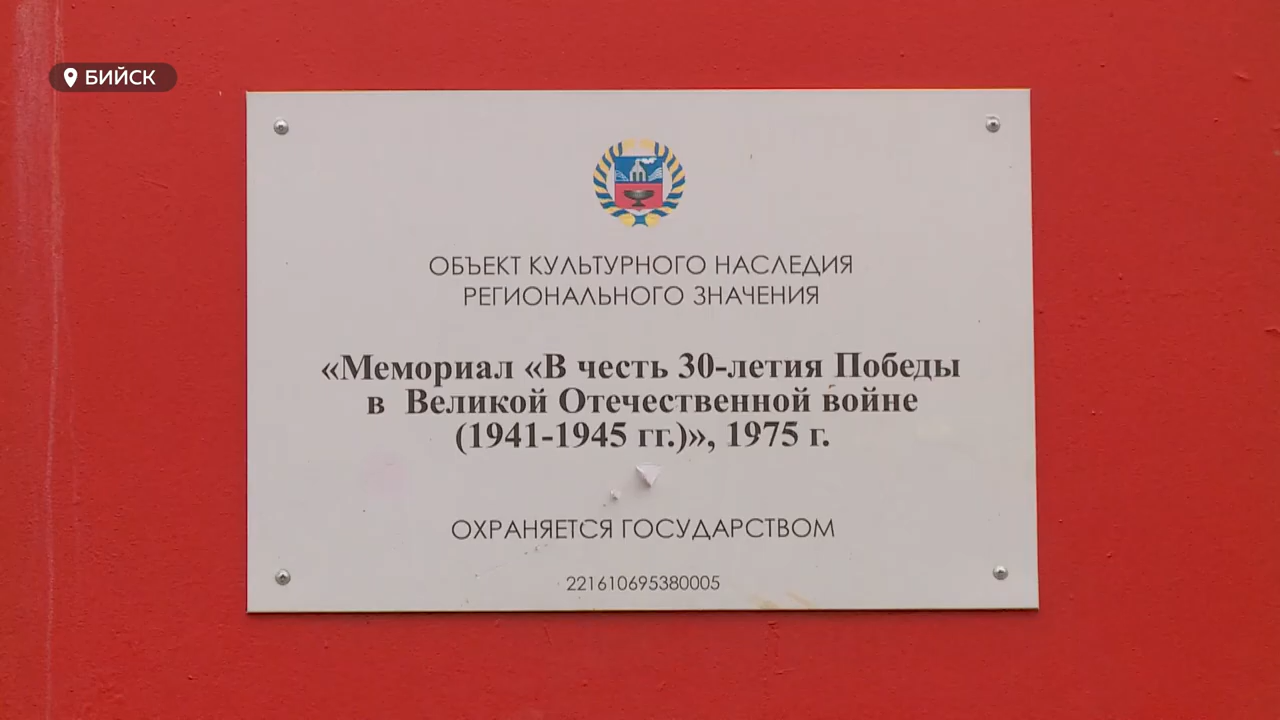 БИЙСК
ОБЪЕКТ КУЛЬТУРНОГО НАСЛЕДИЯ
РЕГИОНАЛЬНОГО ЗНАЧЕНИЯ
«Мемориал «В честь 30-летия Победы
в Великой Отечественной войне
(1941-1945 гг.)», 1975 г.
ОХРАНЯЕТСЯ ГОСУДАРСТВОМ
221610695380005